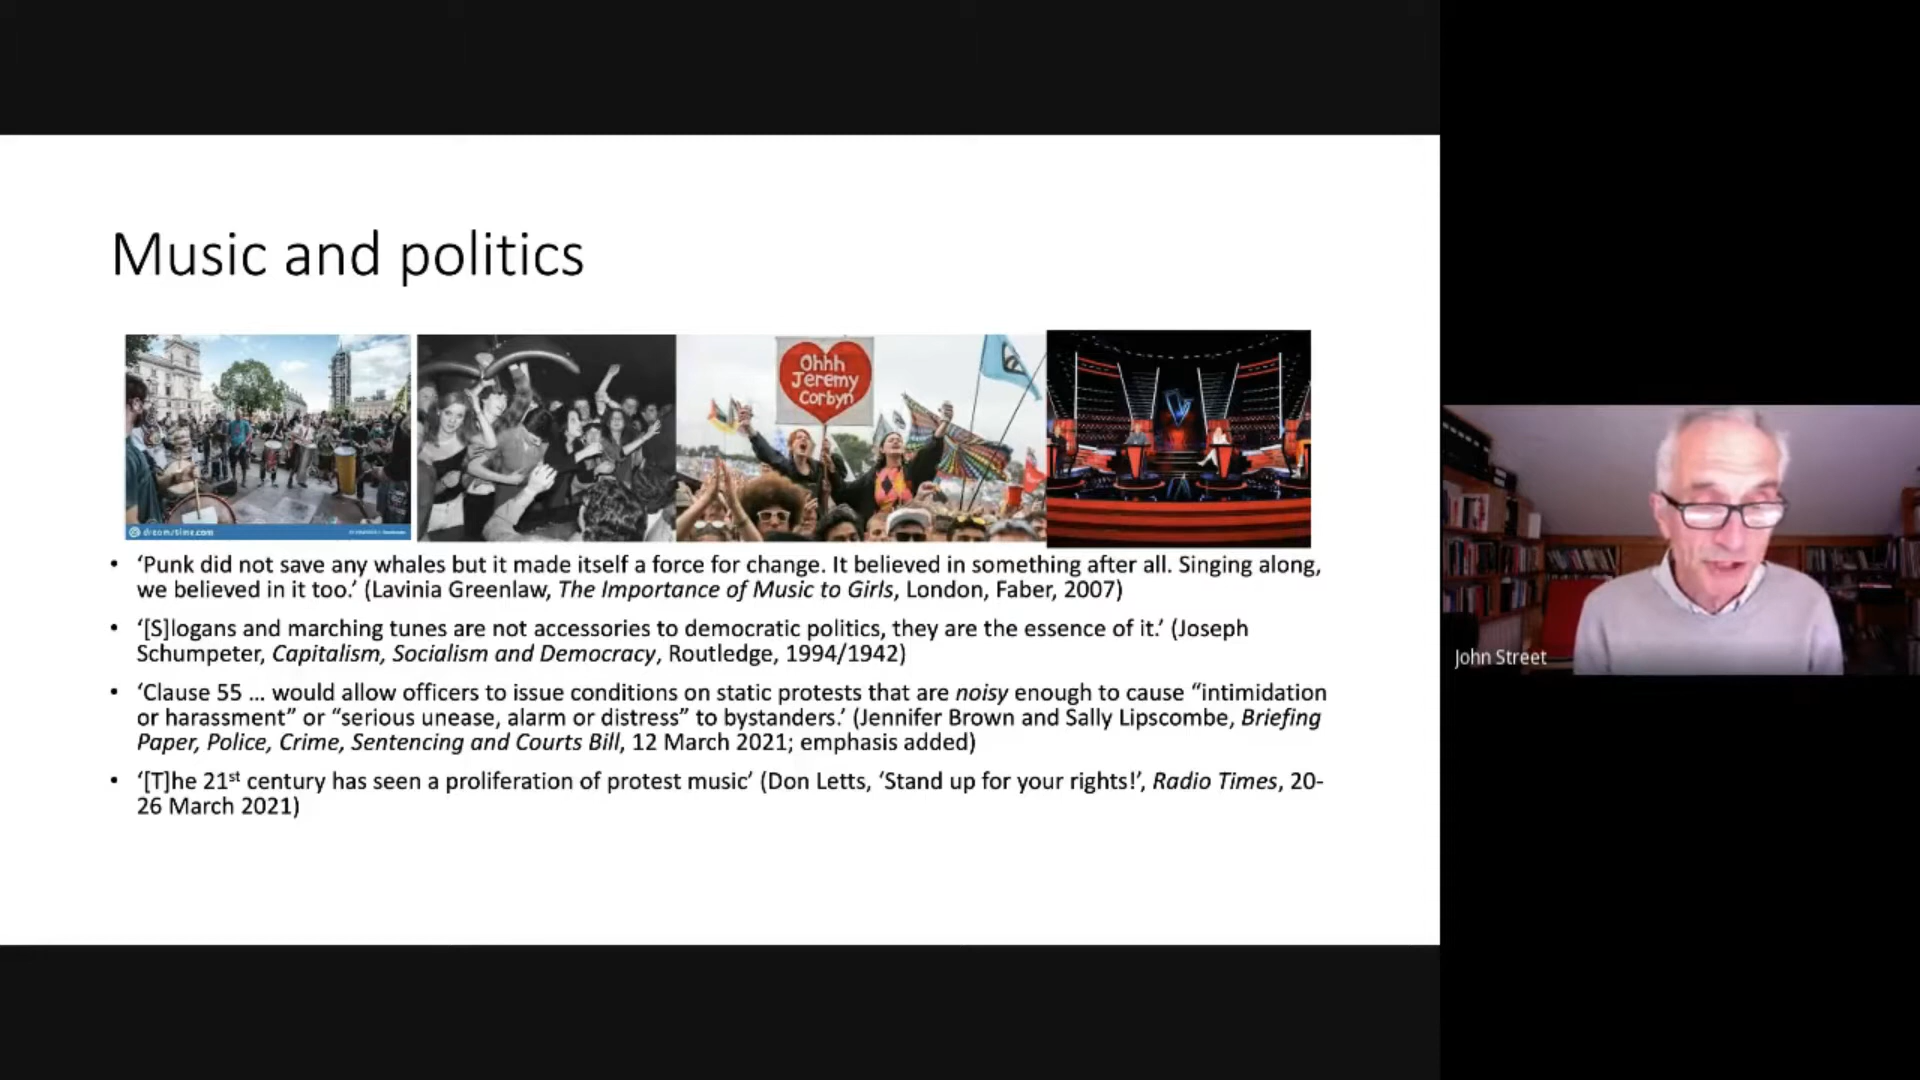 Music and politics
Ohhh
Jeremy
Corbyn
dreamstime.com
• ‘Punk did not save any whales but it made itself a force for change. It believed in something after all. Singing along,
we believed in it too.’ (Lavinia Greenlaw, The Importance of Music to Girls, London, Faber, 2007)
• ‘[S]logans and marching tunes are not accessories to democratic politics, they are the essence of it.’ (Joseph
Schumpeter, Capitalism, Socialism and Democracy, Routledge, 1994/1942)
• ‘Clause 55 … would allow officers to issue conditions on static protests that are noisy enough to cause “intimidation
or harassment” or “serious unease, alarm or distress” to bystanders.’ (Jennifer Brown and Sally Lipscombe, Briefing
Paper, Police, Crime, Sentencing and Courts Bill, 12 March 2021; emphasis added)
• ‘[T]he 21st century has seen a proliferation of protest music’ (Don Letts, ‘Stand up for your rights!’, Radio Times, 20-
26 March 2021)
John Street